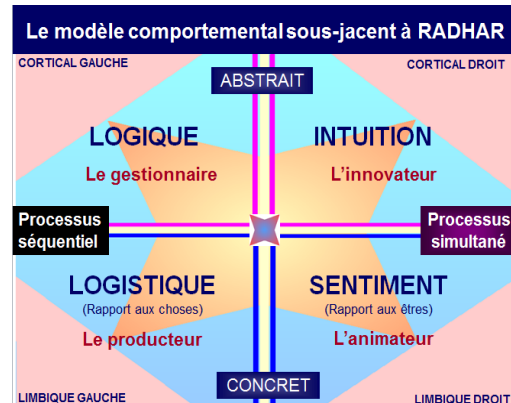 Le modèle comportemental sous-jacent à RADHAR
CORTICAL GAUCHE
CORTICAL DROIT
ABSTRAIT
LOGIQUE
INTUITION
Le gestionnaire
L'innovateur
Processus
séquentiel
Processus
simultané
LOGISTIQUE
SENTIMENT
(Rapport aux choses)
(Rapport aux êtres)
Le producteur
L'animateur
CONCRET
LIMBIQUE GAUCHE
LIMBIQUE DROIT